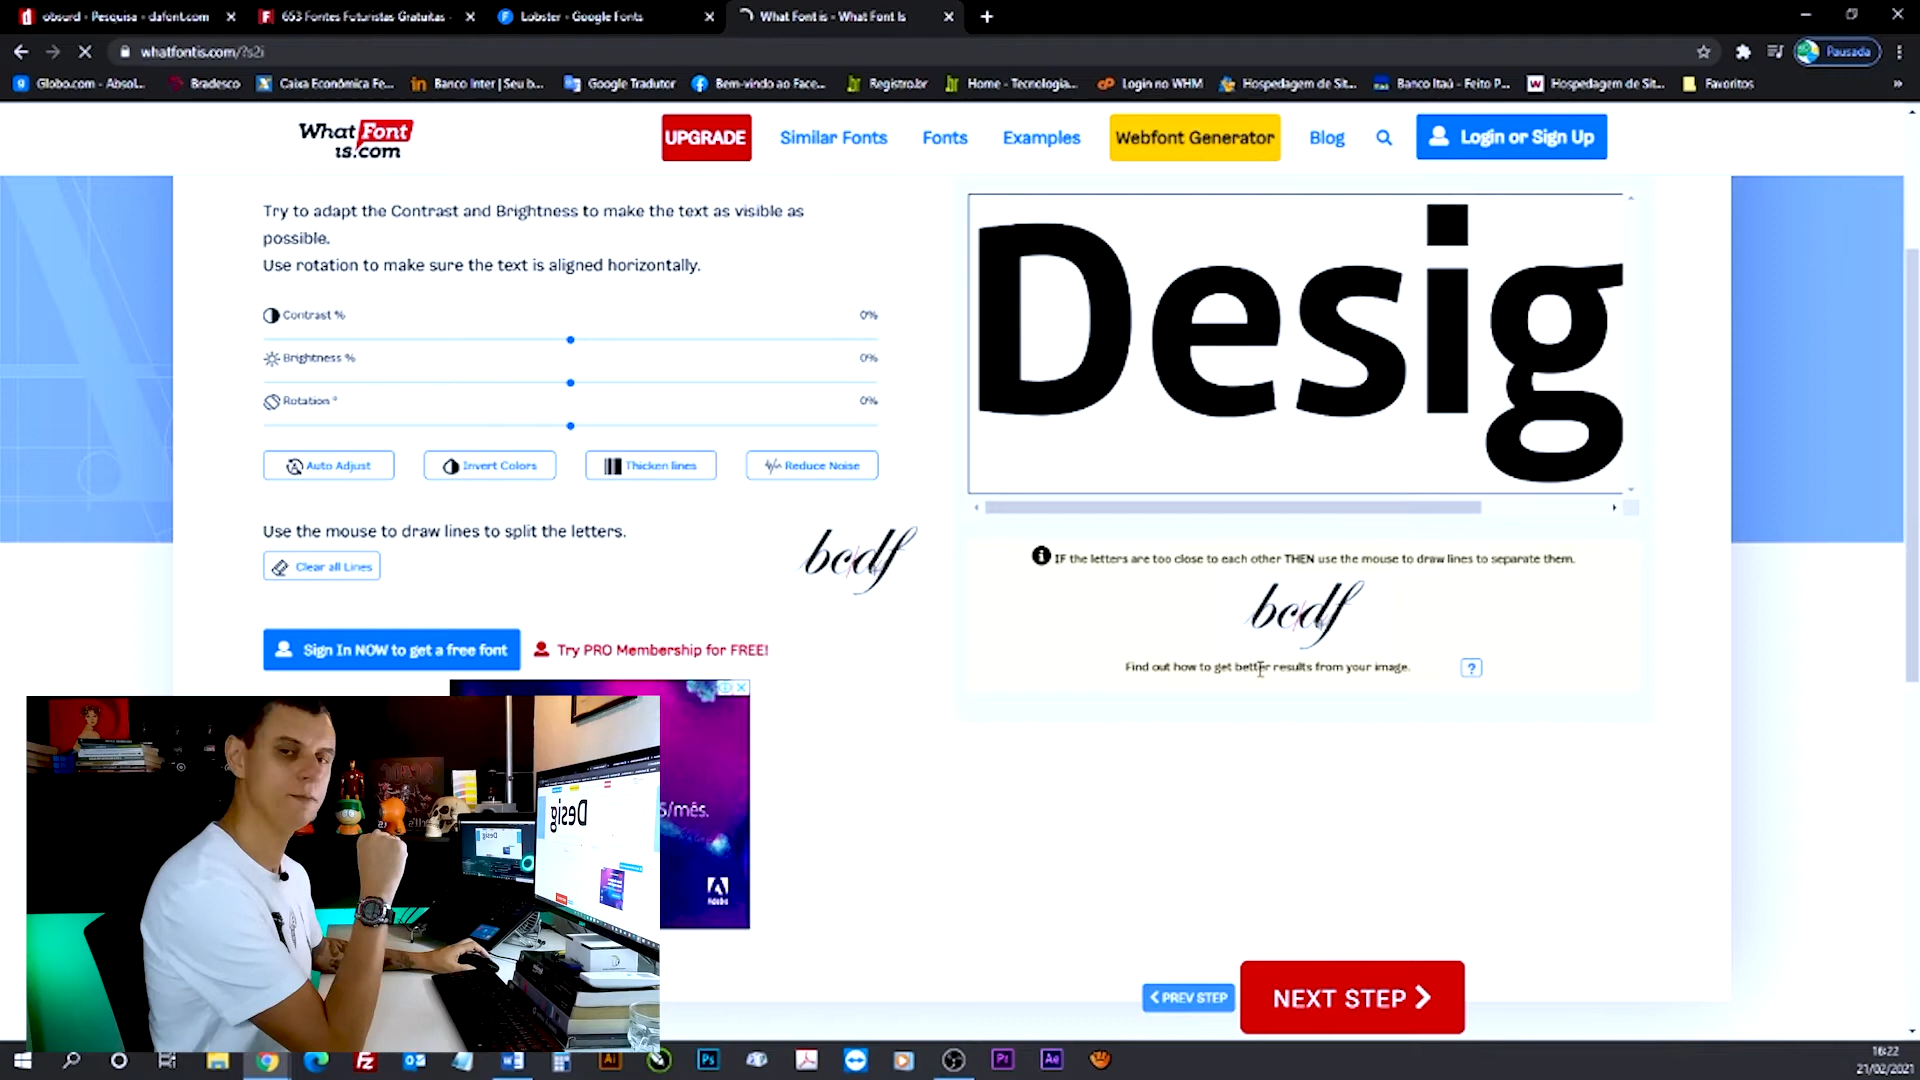 obsurd - Pesquisa - dafont.com
653 Fontes Futuristas Gratuitas -
Lobster - Google Fonts
What Font is - What Font Is
whatfontis.com/?s2i
Pausada
Globo.com - Absol...
Bradesco
Caixa Econômica Fe...
Banco Inter | Seu b...
Google Tradutor
Bem-vindo ao Face...
Registro.br
Home - Tecnologia...
Login no WHM
Hospedagem de Sit...
Banco Itaú - Feito P...
Hospedagem de Sit...
Favoritos
What Font
is.com
UPGRADE
Similar Fonts
Fonts
Examples
Webfont Generator
Blog
Login or Sign Up
Try to adapt the Contrast and Brightness to make the text as visible as
possible.
Use rotation to make sure the text is aligned horizontally.
Contrast % 0%
Brightness % 0%
Rotation ° 0%
Auto Adjust
Invert Colors
Thicken lines
Reduce Noise
Use the mouse to draw lines to split the letters.
Clear all Lines
bcdf
Sign In NOW to get a free font
Try PRO Membership for FREE!
Desig
IF the letters are too close to each other THEN use the mouse to draw lines to separate them.
bcdf
Find out how to get better results from your image.
?
Desig
/mês.
Adobe
PREV STEP
NEXT STEP
16:22
21/02/2021